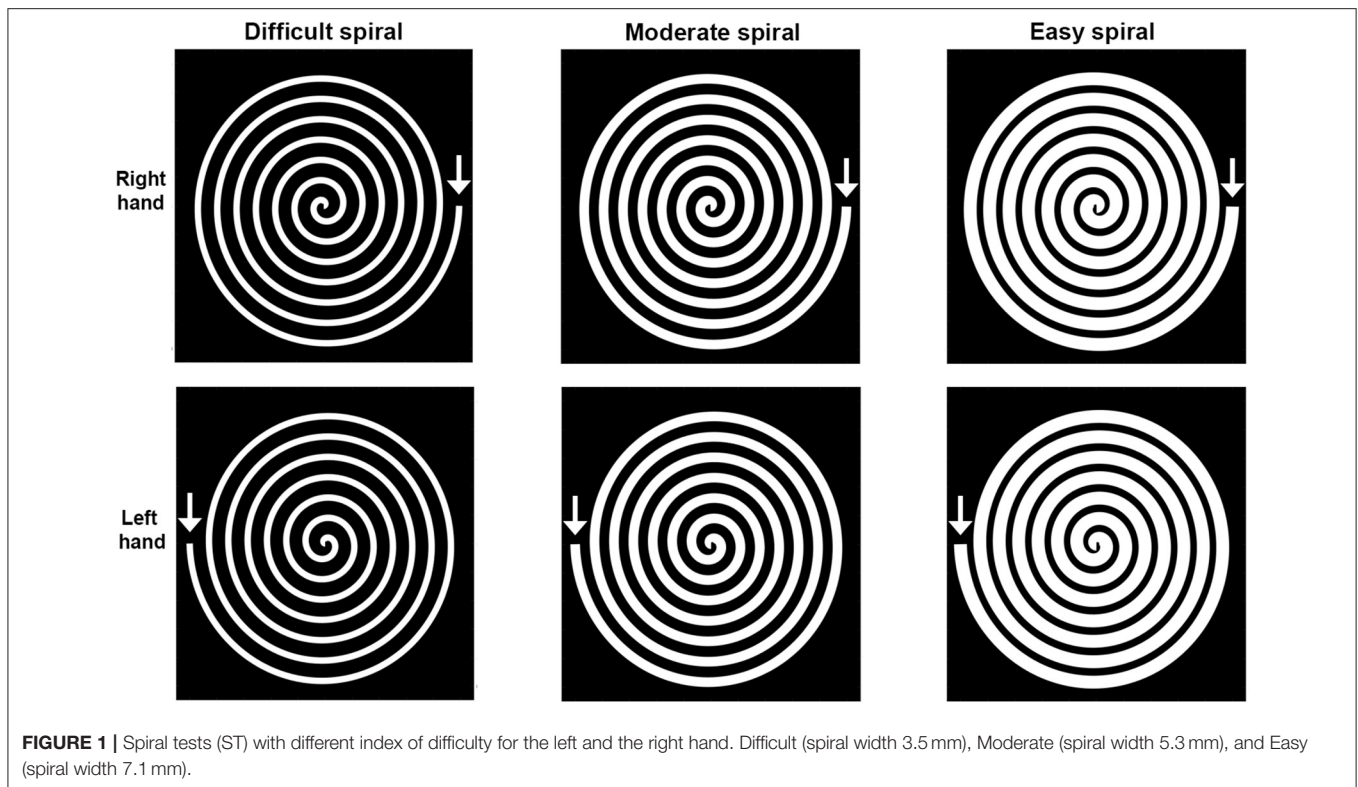 Difficult spiral
Moderate spiral
Easy spiral
Right
hand
Left
hand
FIGURE 1 | Spiral tests (ST) with different index of difficulty for the left and the right hand. Difficult (spiral width 3.5 mm), Moderate (spiral width 5.3 mm), and Easy
(spiral width 7.1 mm).